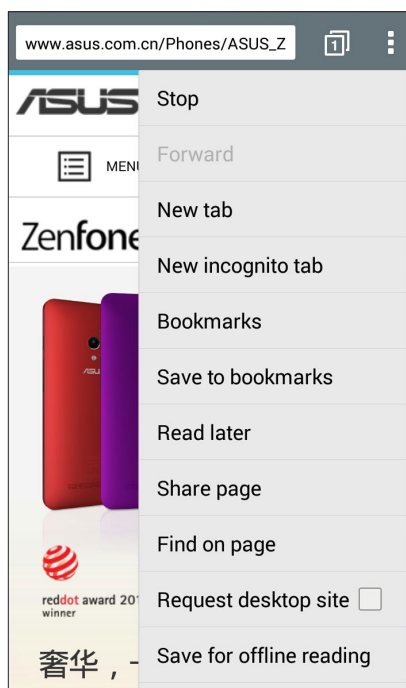 www.asus.com.cn/Phones/ASUS_Z
1
ASUS
Stop
MENU
Forward
New tab
Zenfone
New incognito tab
Bookmarks
Save to bookmarks
ASU
Read later
Share page
Find on page
reddot award 201
winner
Request desktop site
奢华，
Save for offline reading